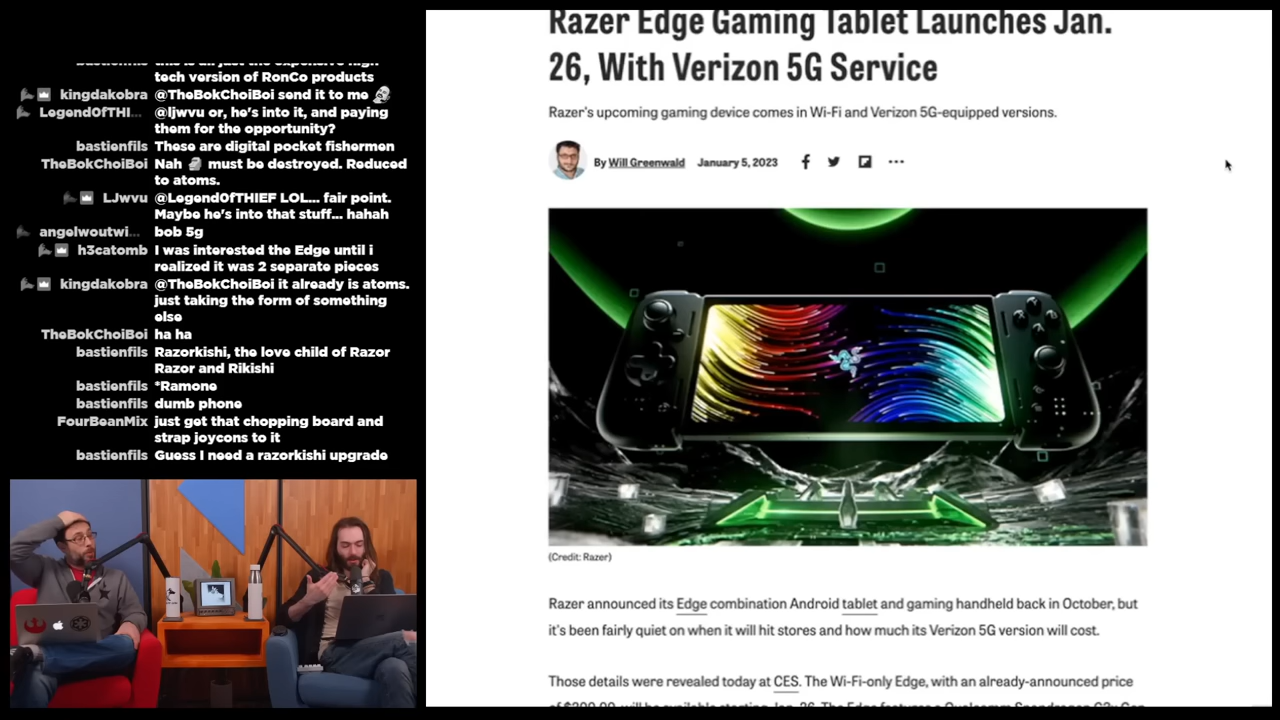 tech version of RonCo products
kingdakobra @TheBokChoiBoi send it to me
Legend0fTHI... @ljwvu or, he's into it, and paying
them for the opportunity?
bastienfils These are digital pocket fishermen
TheBokChoiBoi Nah must be destroyed. Reduced
to atoms.
LJwvu @Legend0fTHIEF LOL... fair point.
Maybe he's into that stuff... hahah
angelwoutwi... bob 5g
h3catomb I was interested the Edge until i
realized it was 2 separate pieces
kingdakobra @TheBokChoiBoi it already is atoms.
just taking the form of something
else
TheBokChoiBoi ha ha
bastienfils Razorkishi, the love child of Razor
Razor and Rikishi
bastienfils *Ramone
bastienfils dumb phone
FourBeanMix just get that chopping board and
strap joycons to it
bastienfils Guess I need a razorkishi upgrade
Razer Edge Gaming Tablet Launches Jan.
26, With Verizon 5G Service
Razer's upcoming gaming device comes in Wi-Fi and Verizon 5G-equipped versions.
By Will Greenwald January 5, 2023
(Credit: Razer)
Razer announced its Edge combination Android tablet and gaming handheld back in October, but
it's been fairly quiet on when it will hit stores and how much its Verizon 5G version will cost.
Those details were revealed today at CES. The Wi-Fi-only Edge, with an already-announced price